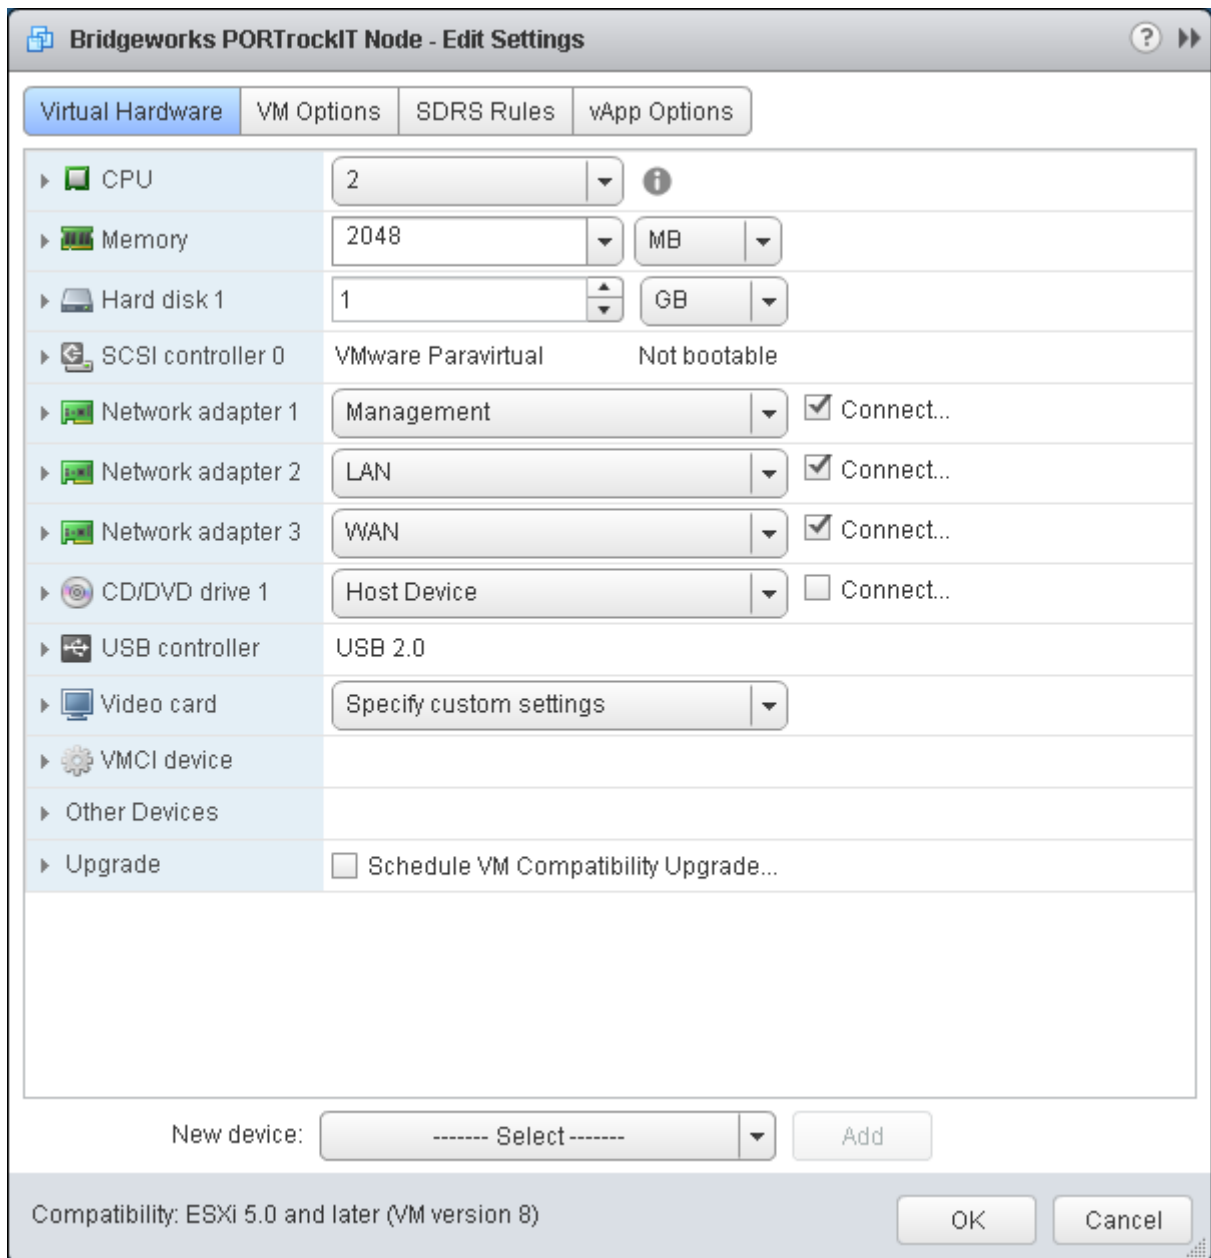 Bridgeworks PORTrockIT Node - Edit Settings ?
Virtual Hardware VM Options SDRS Rules vApp Options
CPU 2
Memory 2048 MB
Hard disk 1 1 GB
SCSI controller 0 VMware Paravirtual Not bootable
Network adapter 1 Management Connect...
Network adapter 2 LAN Connect...
Network adapter 3 WAN Connect...
CD/DVD drive 1 Host Device Connect...
USB controller USB 2.0
Video card Specify custom settings
VMCI device
Other Devices
Upgrade Schedule VM Compatibility Upgrade...
New device: ------- Select ------- Add
Compatibility: ESXi 5.0 and later (VM version 8) OK Cancel